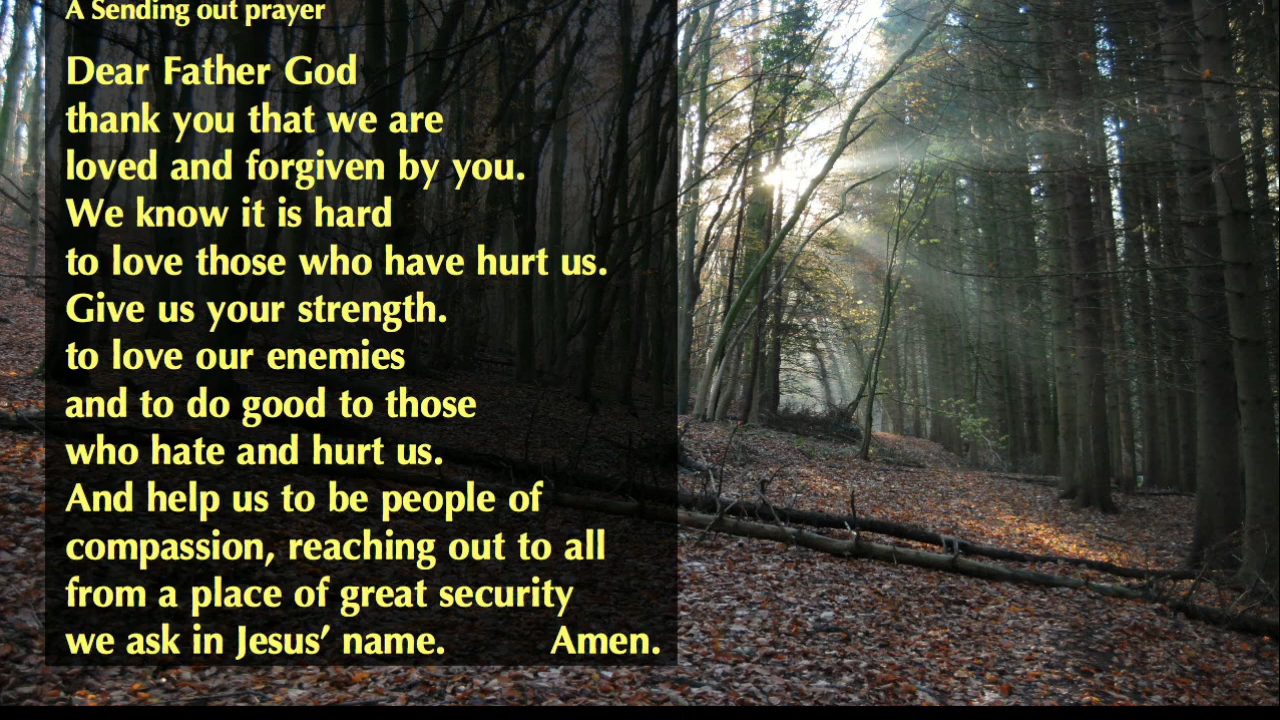 A Sending out prayer
Dear Father God
thank you that we are
loved and forgiven by you.
We know it is hard
to love those who have hurt us.
Give us your strength.
to love our enemies
and to do good to those
who hate and hurt us.
And help us to be people of
compassion, reaching out to all
from a place of great security
we ask in Jesus’ name. Amen.